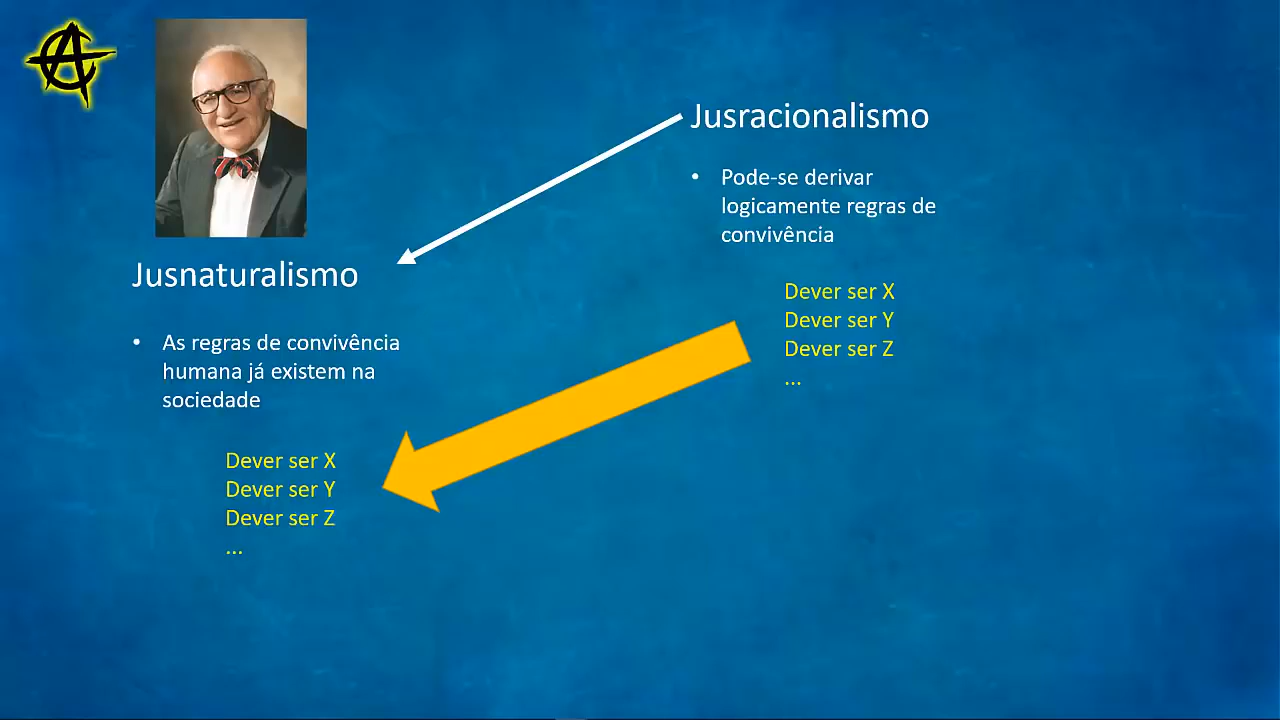 Jusracionalismo
• Pode-se derivar
logicamente regras de
convivência
Dever ser X
Dever ser Y
Dever ser Z
...
Jusnaturalismo
• As regras de convivência
humana já existem na
sociedade
Dever ser X
Dever ser Y
Dever ser Z
...